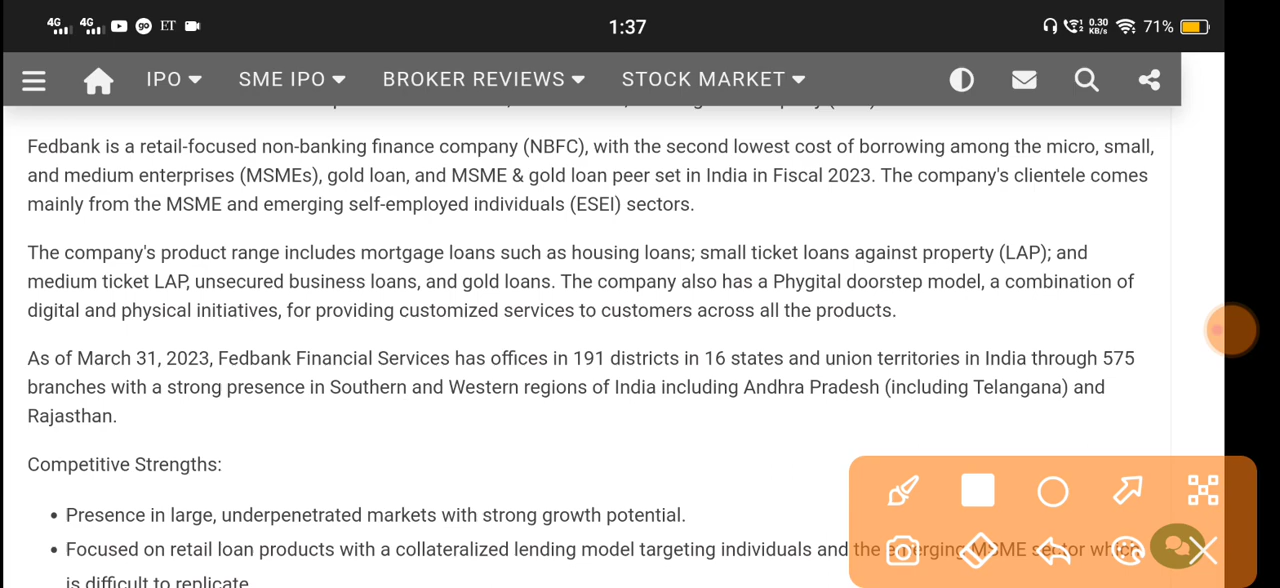 4G 4G go ET 1:37 0.30 KB/s 71%
IPO SME IPO BROKER REVIEWS STOCK MARKET
Fedbank is a retail-focused non-banking finance company (NBFC), with the second lowest cost of borrowing among the micro, small,
and medium enterprises (MSMEs), gold loan, and MSME & gold loan peer set in India in Fiscal 2023. The company's clientele comes
mainly from the MSME and emerging self-employed individuals (ESEI) sectors.
The company's product range includes mortgage loans such as housing loans; small ticket loans against property (LAP); and
medium ticket LAP, unsecured business loans, and gold loans. The company also has a Phygital doorstep model, a combination of
digital and physical initiatives, for providing customized services to customers across all the products.
As of March 31, 2023, Fedbank Financial Services has offices in 191 districts in 16 states and union territories in India through 575
branches with a strong presence in Southern and Western regions of India including Andhra Pradesh (including Telangana) and
Rajasthan.
Competitive Strengths:
• Presence in large, underpenetrated markets with strong growth potential.
• Focused on retail loan products with a collateralized lending model targeting individuals and the emerging MSME sector which
is difficult to replicate.